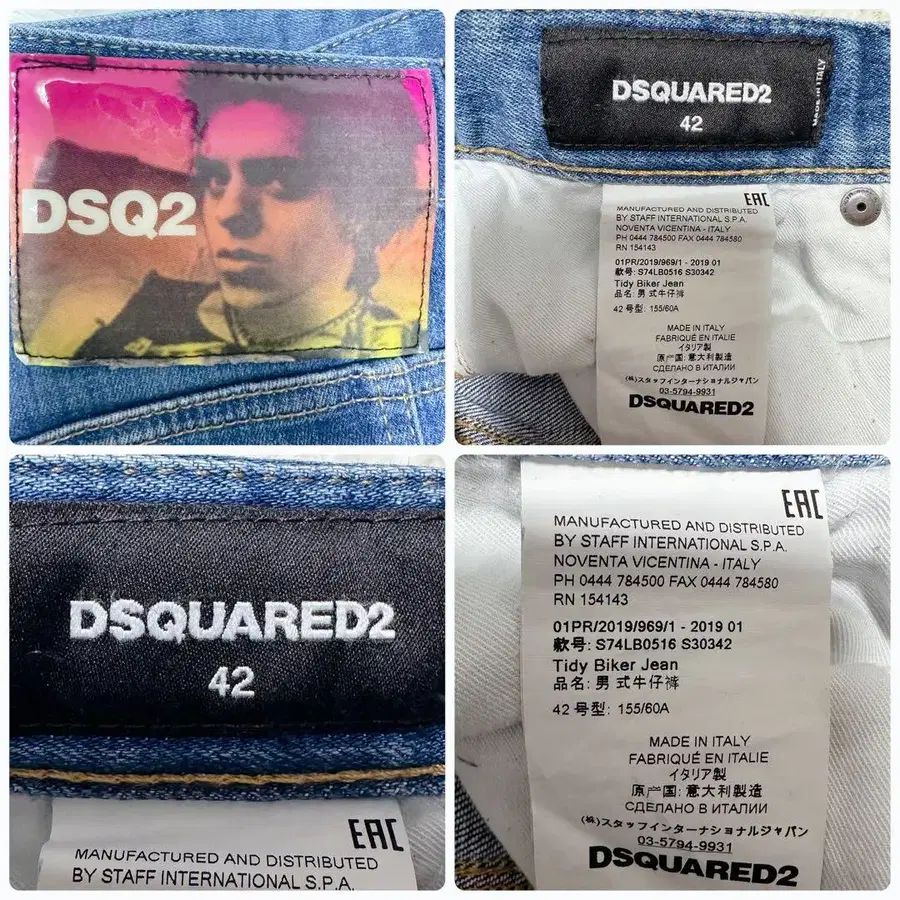 DSQ2
DSQUARED2
42
MADE IN ITALY
EAC
MANUFACTURED AND DISTRIBUTED
BY STAFF INTERNATIONAL S.P.A.
NOVENTA VICENTINA - ITALY
PH 0444 784500 FAX 0444 784580
RN 154143
01PR/2019/969/1 - 2019 01
款号: S74LB0516 S30342
Tidy Biker Jean
品名: 男 式牛仔裤
42 号型: 155/60A
MADE IN ITALY
FABRIQUÉ EN ITALIE
イタリア製
原产国: 意大利製造
СДЕЛАНО В ИТАЛИИ
(株)スタッフインターナショナルジャパン
03-5794-9931
DSQUARED2
DSQUARED2
42
EAC
MANUFACTURED AND DISTRIBUTED
BY STAFF INTERNATIONAL S.P.A.
EAC
MANUFACTURED AND DISTRIBUTED
BY STAFF INTERNATIONAL S.P.A.
NOVENTA VICENTINA - ITALY
PH 0444 784500 FAX 0444 784580
RN 154143
01PR/2019/969/1 - 2019 01
款号: S74LB0516 S30342
Tidy Biker Jean
品名: 男 式牛仔裤
42 号型: 155/60A
MADE IN ITALY
FABRIQUÉ EN ITALIE
イタリア製
原产国: 意大利製造
СДЕЛАНО В ИТАЛИИ
(株)スタッフインターナショナルジャパン
03-5794-9931
DSQUARED2